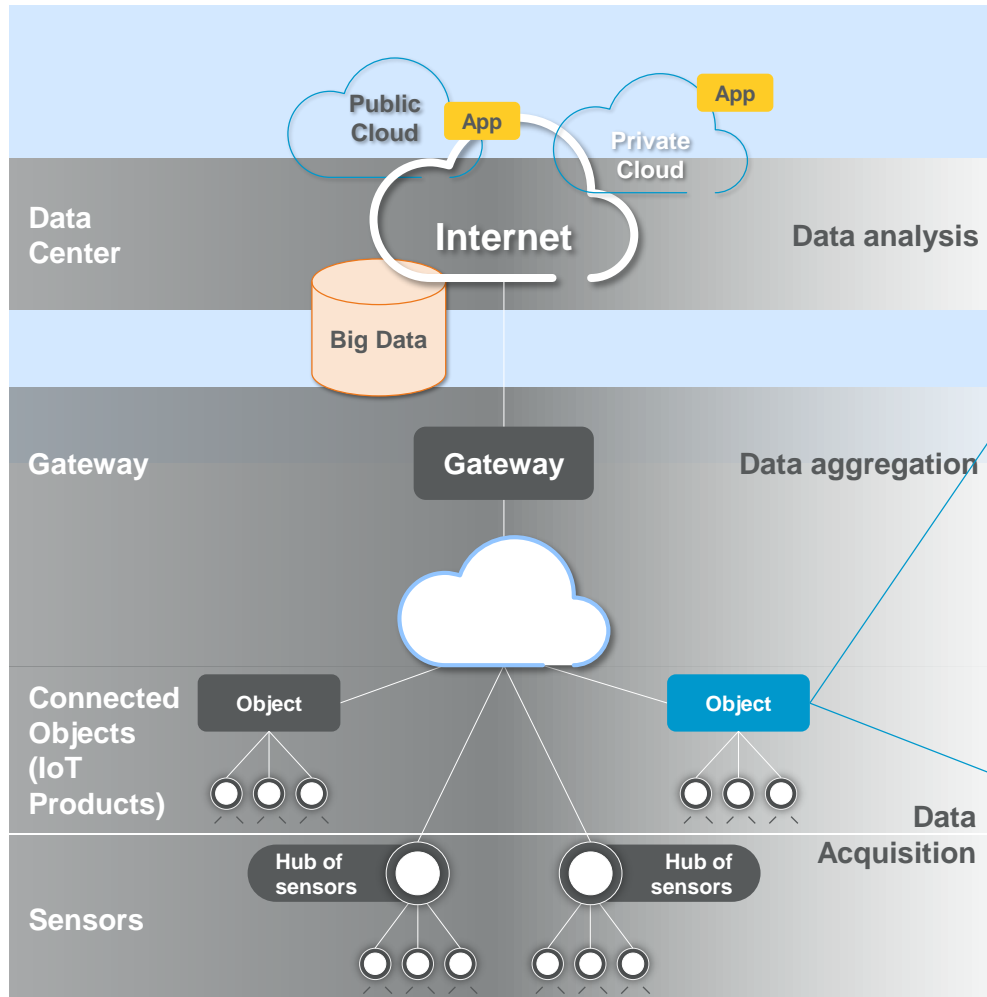 Public
Cloud
App
App
Private
Cloud
Data
Center
Internet
Data analysis
Big Data
Gateway
Gateway
Data aggregation
Connected
Objects
(IoT
Products)
Object
Object
Data
Acquisition
Hub of
sensors
Hub of
sensors
Sensors